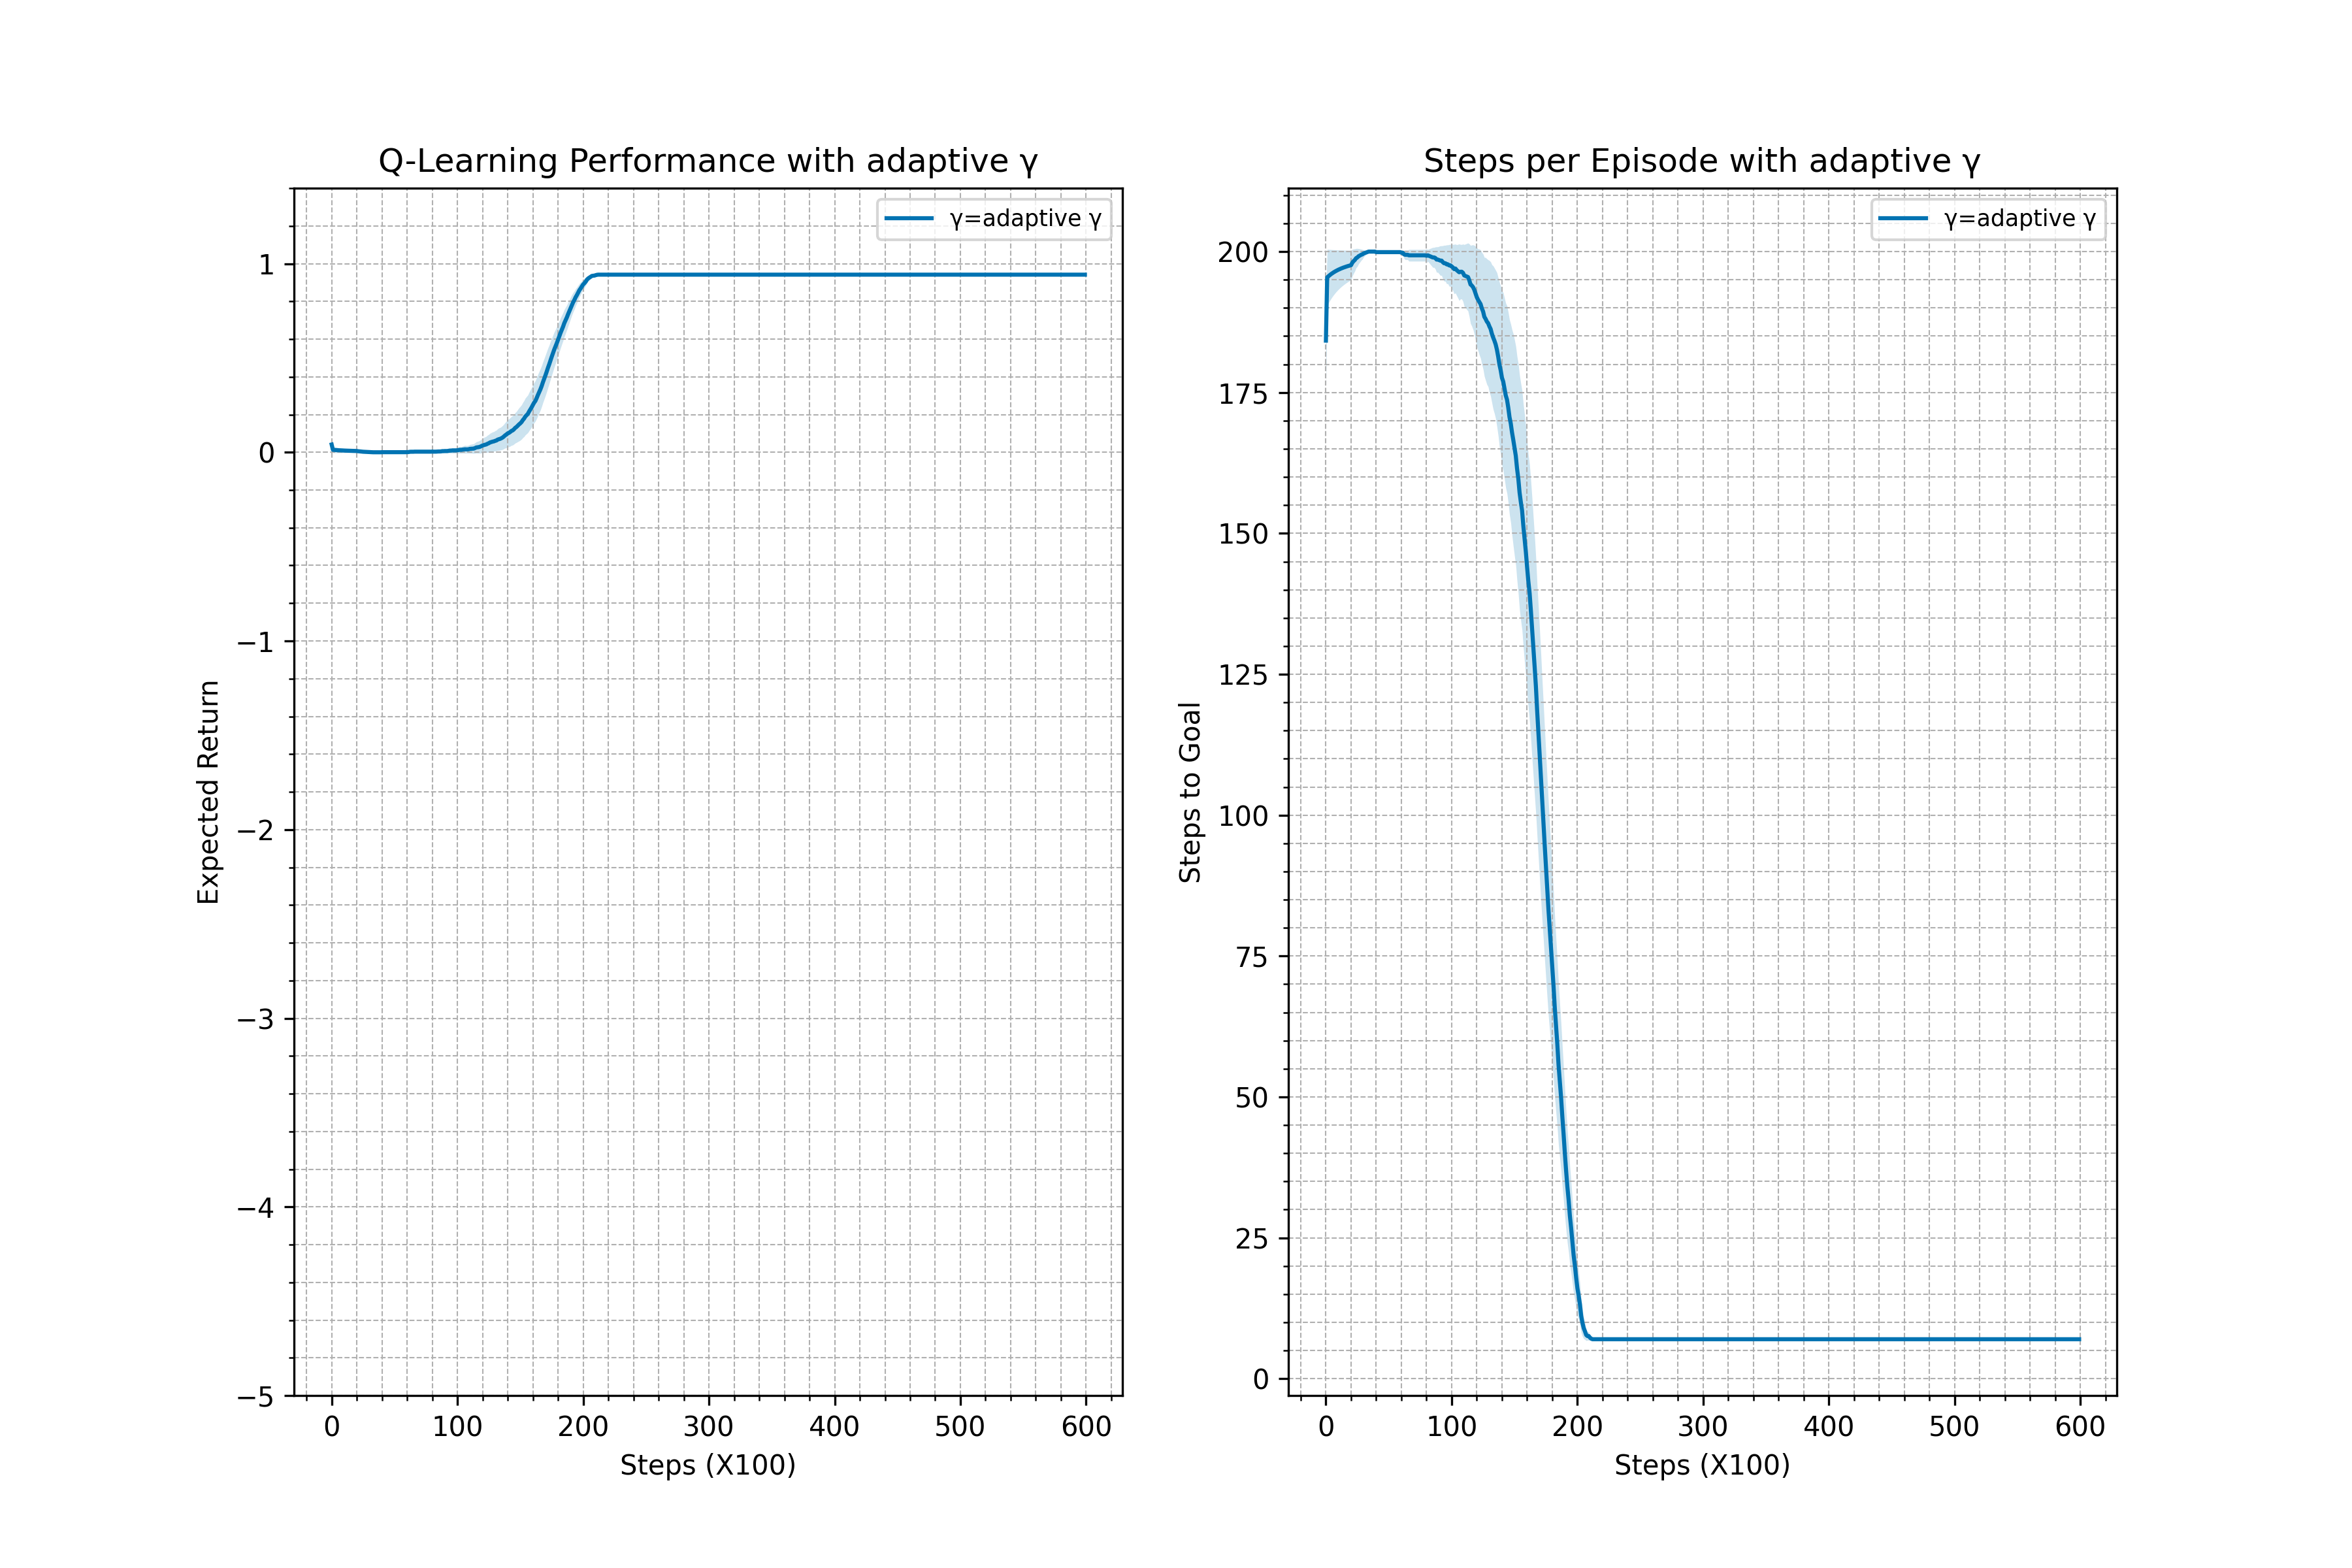 Q-Learning Performance with adaptive γ
γ=adaptive γ
1
0
−1
−2
−3
−4
−5
Expected Return
0 100 200 300 400 500 600
Steps (X100)
Steps per Episode with adaptive γ
γ=adaptive γ
200
175
150
125
100
75
50
25
0
Steps to Goal
0 100 200 300 400 500 600
Steps (X100)